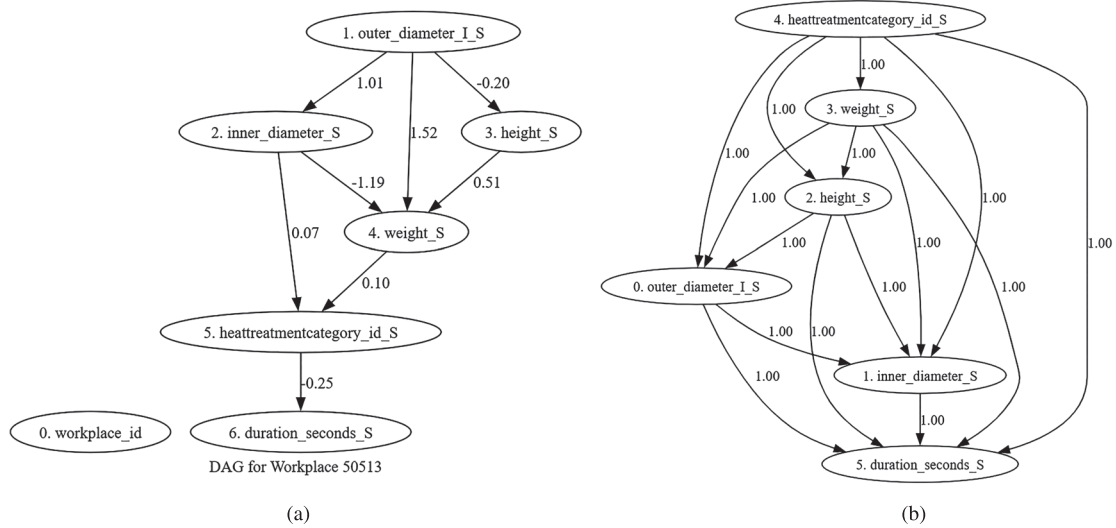 1. outer_diameter_I_S
1.01
-0.20
2. inner_diameter_S
1.52
3. height_S
-1.19
0.51
0.07
4. weight_S
0.10
5. heattreatmentcategory_id_S
-0.25
0. workplace_id
6. duration_seconds_S
DAG for Workplace 50513
(a)
4. heattreatmentcategory_id_S
1.00
3. weight_S
1.00
1.00
1.00
2. height_S
1.00
1.00
1.00
1.00
1.00
0. outer_diameter_I_S
1.00
1.00
1.00
1.00
1. inner_diameter_S
1.00
1.00
5. duration_seconds_S
(b)